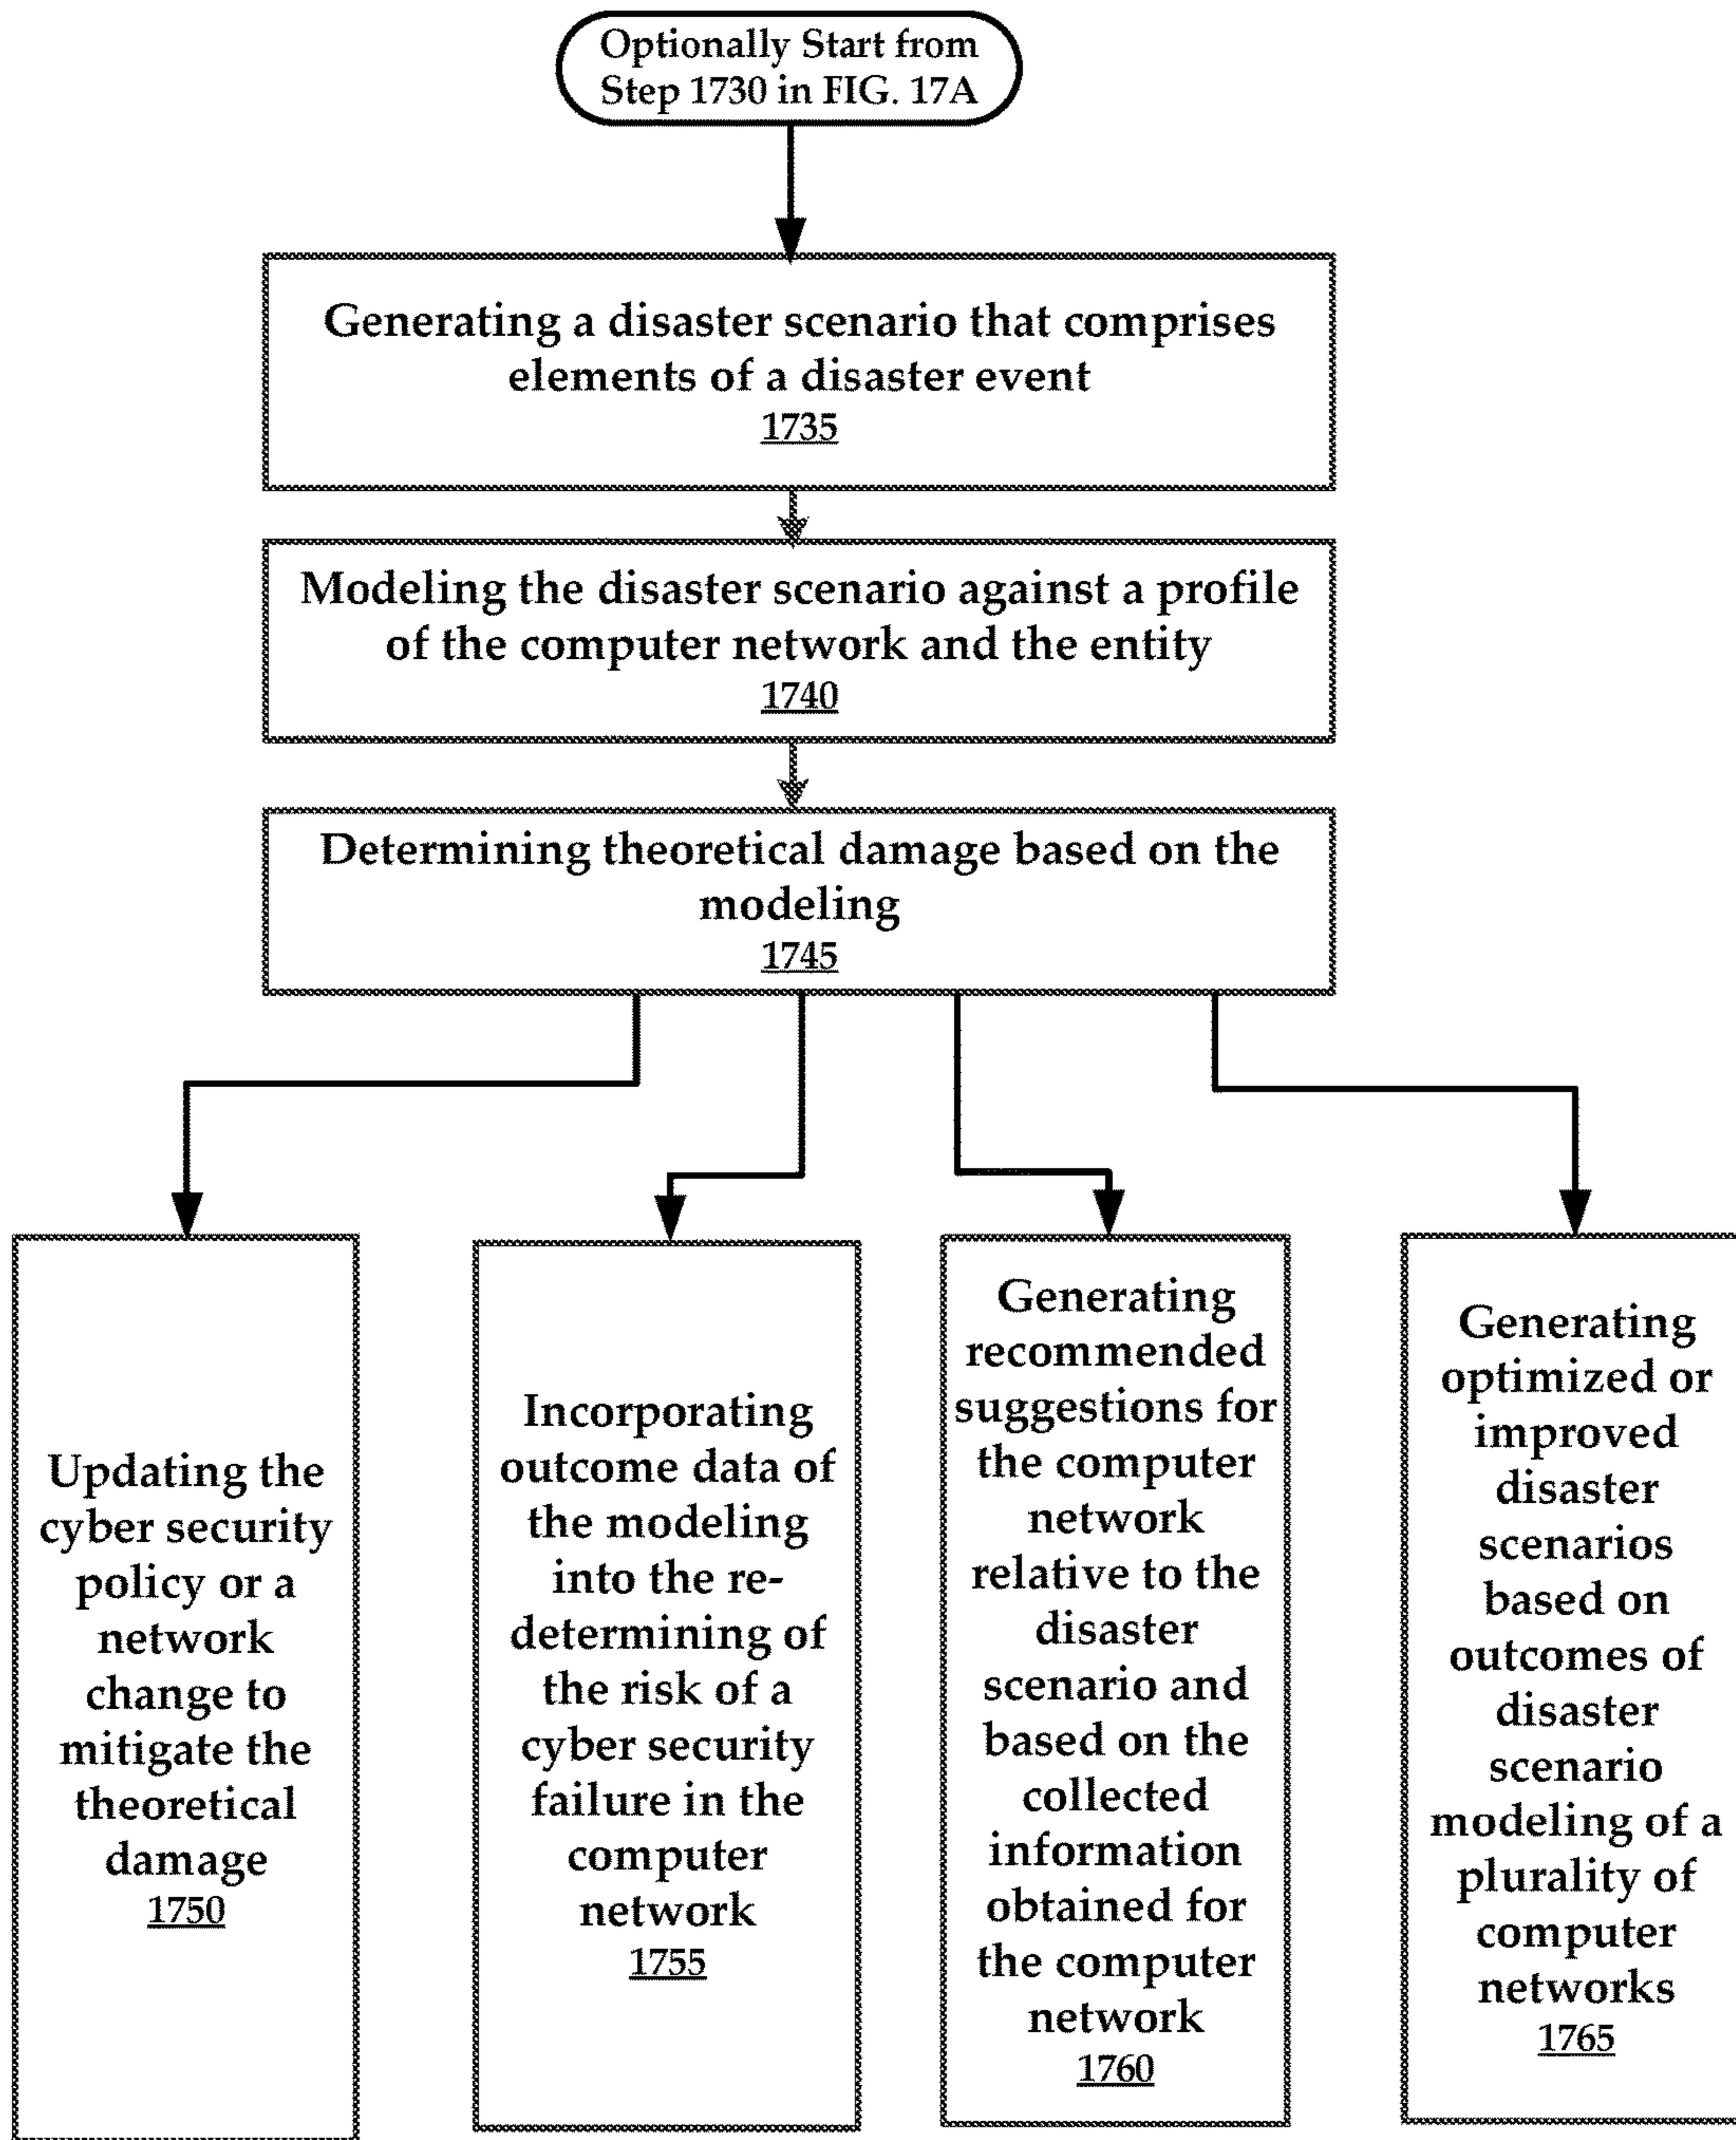 Optionally Start from
Step 1730 in FIG. 17A
Generating a disaster scenario that comprises
elements of a disaster event
1735
Modeling the disaster scenario against a profile
of the computer network and the entity
1740
Determining theoretical damage based on the
modeling
1745
Updating the
cyber security
policy or a
network
change to
mitigate the
theoretical
damage
1750
Incorporating
outcome data of
the modeling
into the re-
determining of
the risk of a
cyber security
failure in the
computer
network
1755
Generating
recommended
suggestions for
the computer
network
relative to the
disaster
scenario and
based on the
collected
information
obtained for
the computer
network
1760
Generating
optimized or
improved
disaster
scenarios
based on
outcomes of
disaster
scenario
modeling of a
plurality of
computer
networks
1765